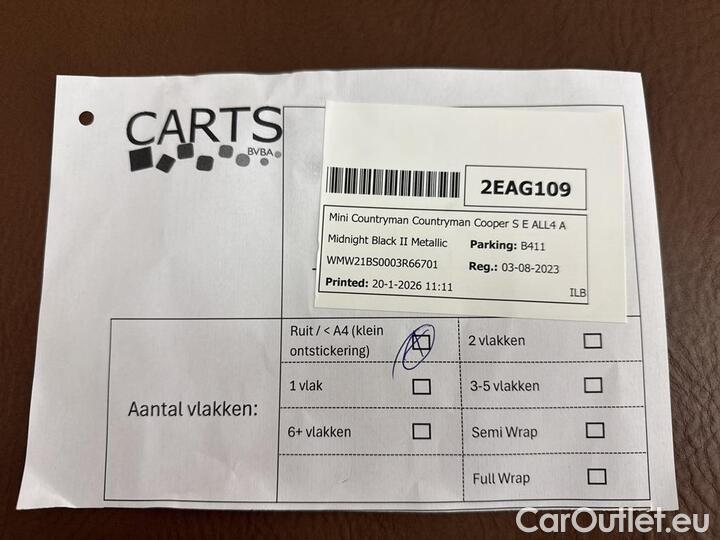 CARTS
BVBA
2EAG109
Mini Countryman Countryman Cooper S E ALL4 A
Midnight Black II Metallic Parking: B411
WMW21BS0003R66701 Reg.: 03-08-2023
Printed: 20-1-2026 11:11
ILB
Aantal vlakken:
Ruit / < A4 (klein
ontstickering)
2 vlakken
1 vlak
3-5 vlakken
6+ vlakken
Semi Wrap
Full Wrap
CarOutlet.eu